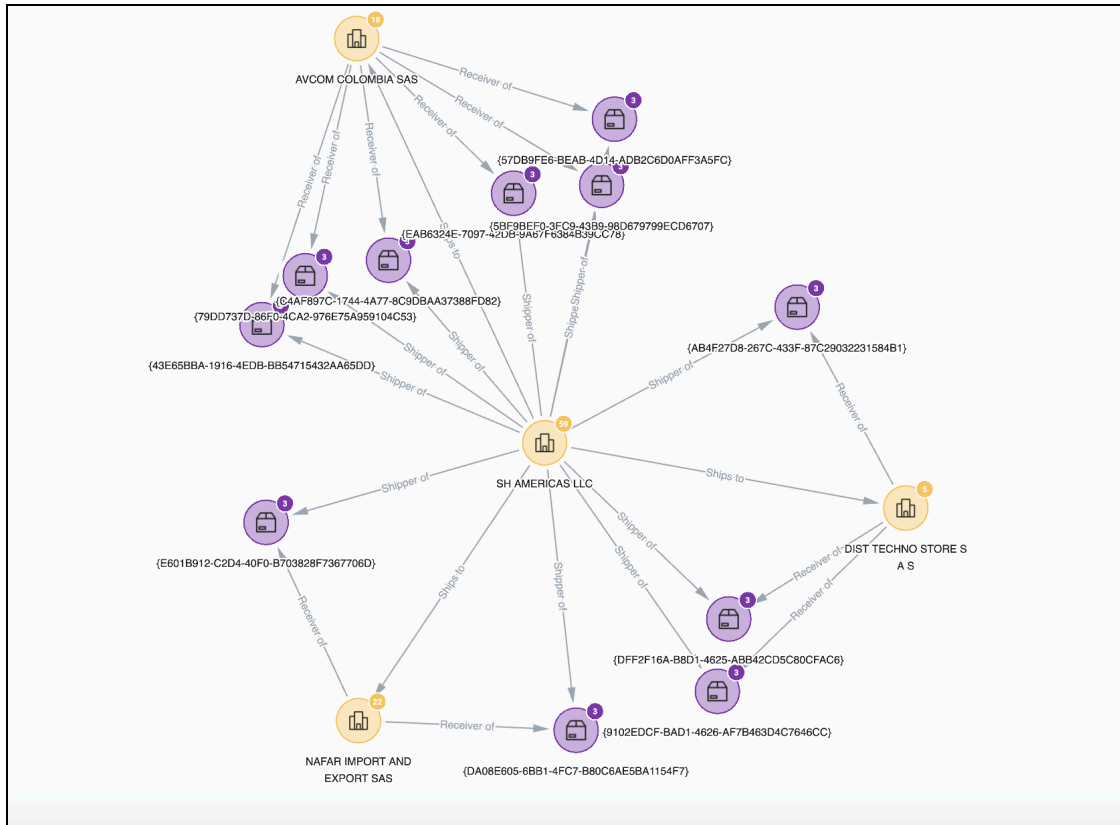 18
AVCOM COLOMBIA SAS
Receiver of
3
Receiver of
Receiver of
{57DB9FE6-BEAB-4D14-ADB2C6D0AFF3A5FC}
3
3
Receiver of
Receiver of
Receiver of
{5BF9BEF0-3FC9-43B9-98D679799ECD6707}
{EAB6324E-7097-42DB-9A67F6384B39CC78}
Ships to
3
3
{C4AF897C-1744-4A77-8C9DBAA37388FD82}
{79DD737D-86F0-4CA2-976E75A959104C53}
3
Shipper of
Shipper of
{AB4F27D8-267C-433F-87C29032231584B1}
{43E65BBA-1916-4EDB-BB54715432AA65DD}
Shipper of
Shipper of
Shipper of
Shipper of
Receiver of
59
SH AMERICAS LLC
Ships to
Shipper of
5
3
Shipper of
DIST TECHNO STORE S
A S
{E601B912-C2D4-40F0-B703828F7367706D}
Shipper of
Receiver of
Ships to
Shipper of
Receiver of
3
Receiver of
{DFF2F16A-B8D1-4625-ABB42CD5C80CFAC6}
3
22
3
Receiver of
{9102EDCF-BAD1-4626-AF7B463D4C7646CC}
NAFAR IMPORT AND
EXPORT SAS
{DA08E605-6BB1-4FC7-B80C6AE5BA1154F7}